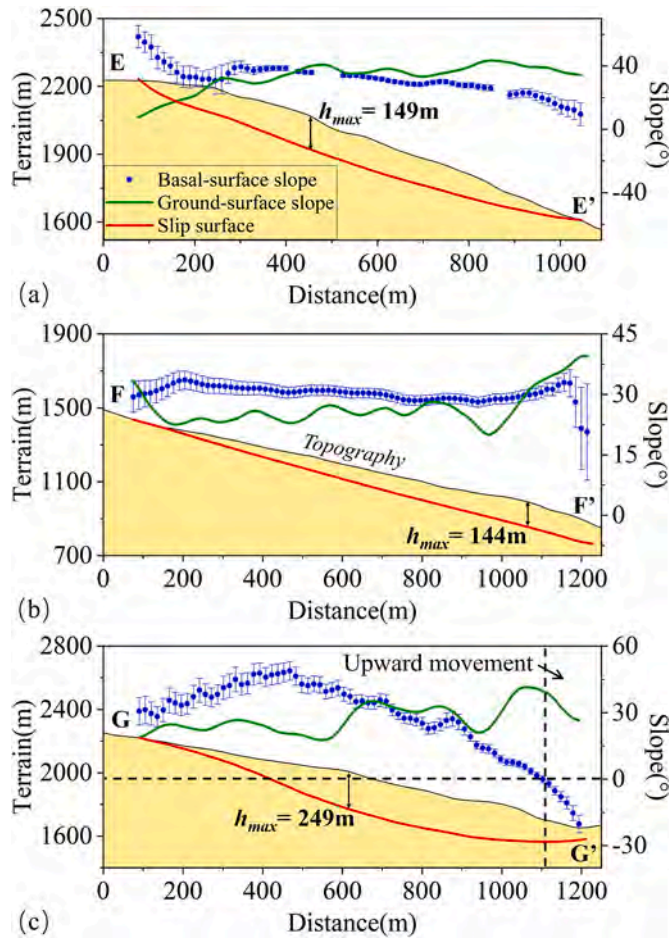 2500
2200
1900
1600
Terrain(m)
E
h_max = 149m
E'
Basal-surface slope
Ground-surface slope
Slip surface
80
40
0
-40
Slope(°)
0 200 400 600 800 1000
Distance(m)
(a)
1900
1500
1100
700
Terrain(m)
F
Topography
F'
h_max = 144m
45
30
15
0
Slope(°)
0 200 400 600 800 1000 1200
Distance(m)
(b)
2800
2400
2000
1600
Terrain(m)
Upward movement
G
h_max = 249m
G'
60
30
0
-30
Slope(°)
0 200 400 600 800 1000 1200
Distance(m)
(c)